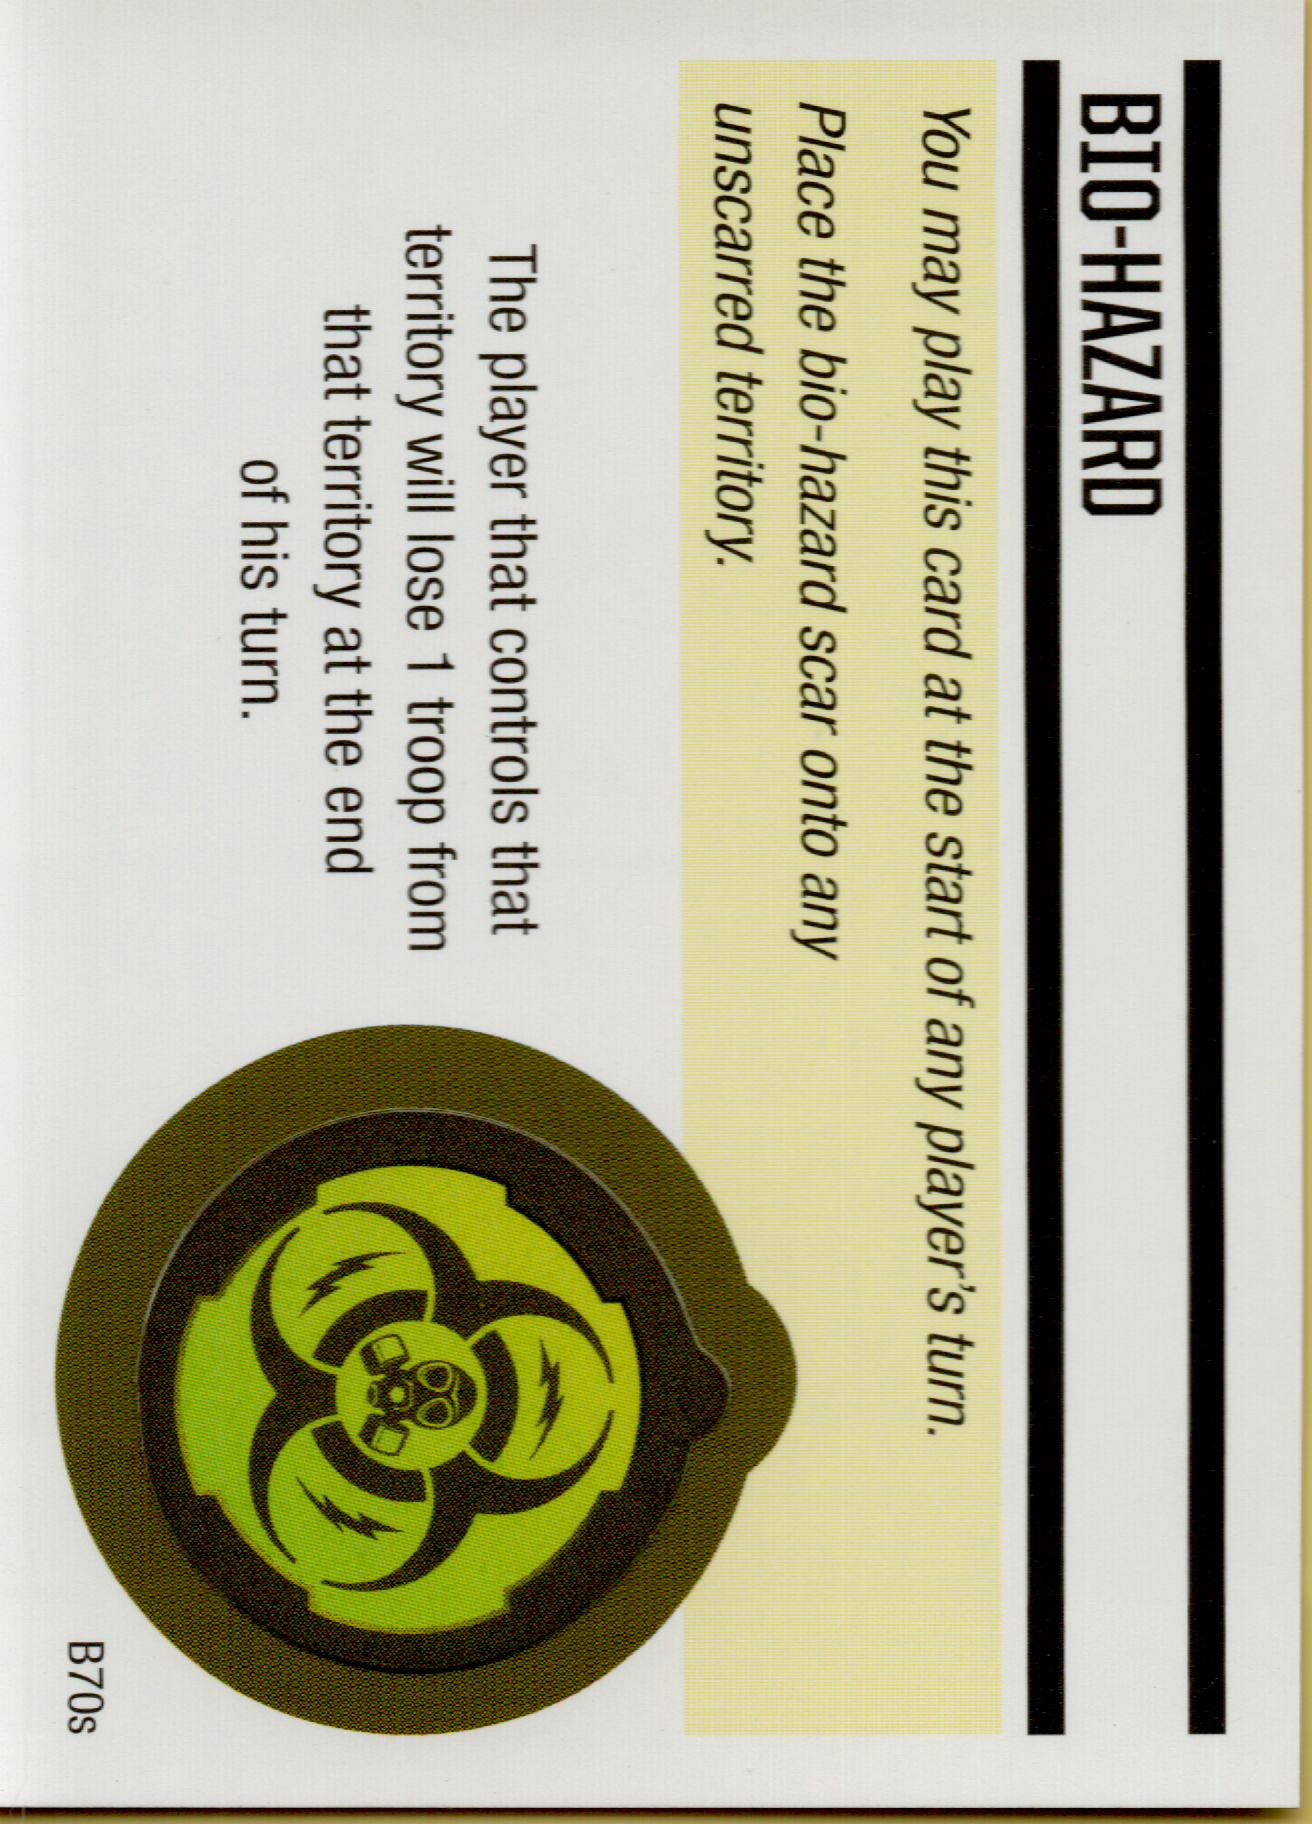 BIO-HAZARD
You may play this card at the start of any player's turn.
Place the bio-hazard scar onto any
unscarred territory.
The player that controls that
territory will lose 1 troop from
that territory at the end
of his turn.
B70s